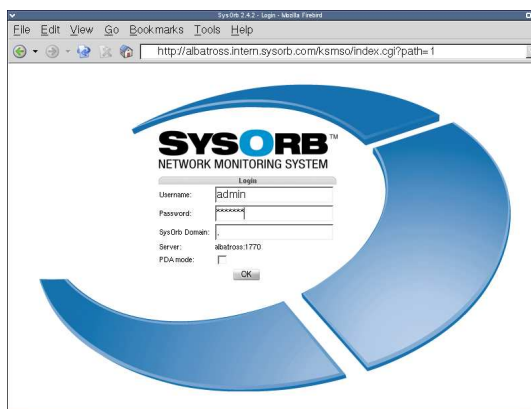 SysOrb 2.4.2 - Login - Mozilla Firebird
File Edit View Go Bookmarks Tools Help
http://albatross.intern.sysorb.com/ksmso/index.cgi?path=1
SYSORB™
NETWORK MONITORING SYSTEM
Login
Username: admin
Password: *******
SysOrb Domain: .
Server: albatross:1770
PDA mode:
OK